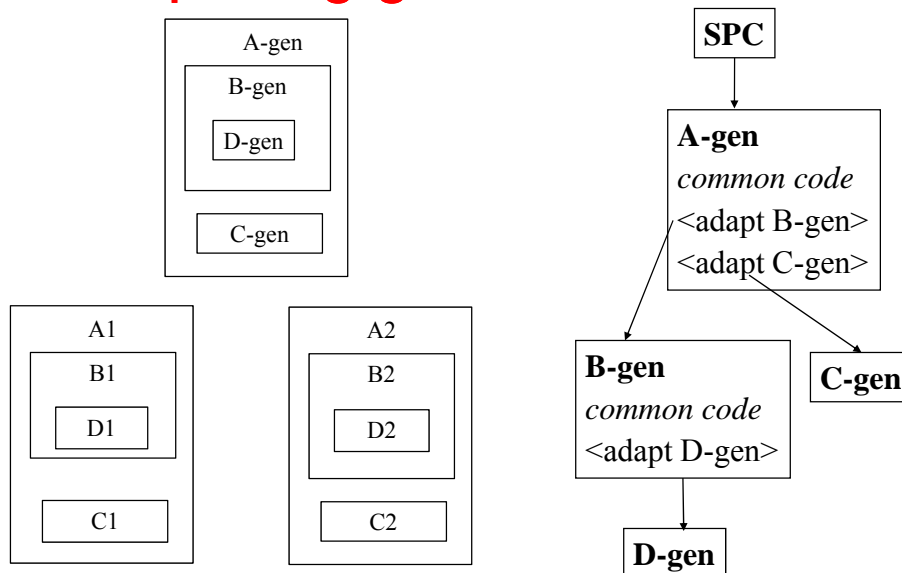 A-gen
B-gen
D-gen
C-gen
A1
B1
D1
C1
A2
B2
D2
C2
SPC
A-gen
common code
<adapt B-gen>
<adapt C-gen>
B-gen
common code
<adapt D-gen>
C-gen
D-gen